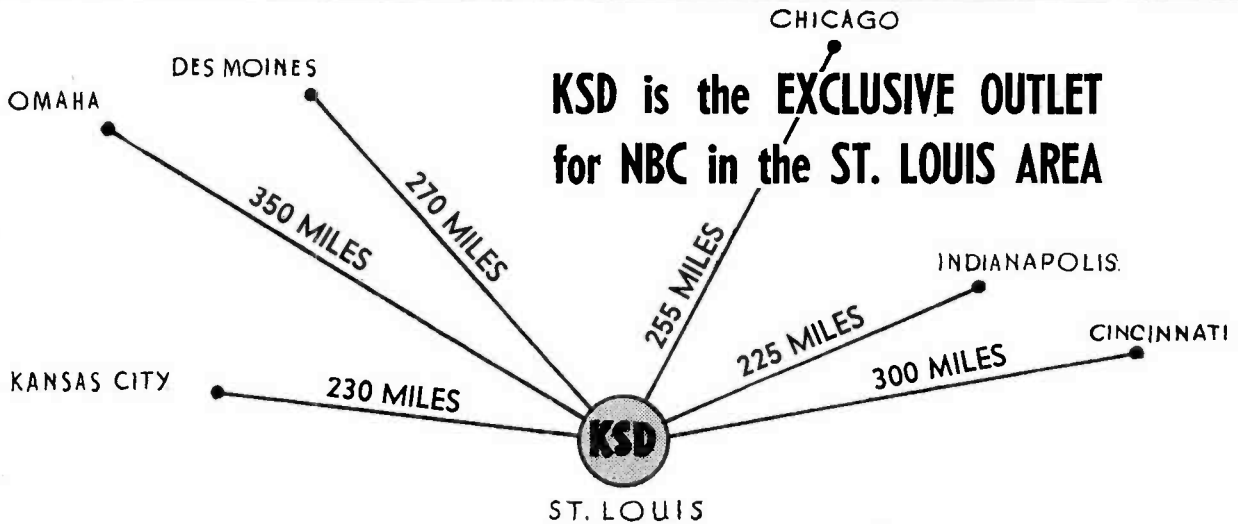 CHICAGO
DES MOINES
OMAHA
KSD is the EXCLUSIVE OUTLET
for NBC in the ST. LOUIS AREA
350 MILES
270 MILES
255 MILES
INDIANAPOLIS
225 MILES
CINCINNATI
300 MILES
KANSAS CITY
230 MILES
KSD
ST. LOUIS